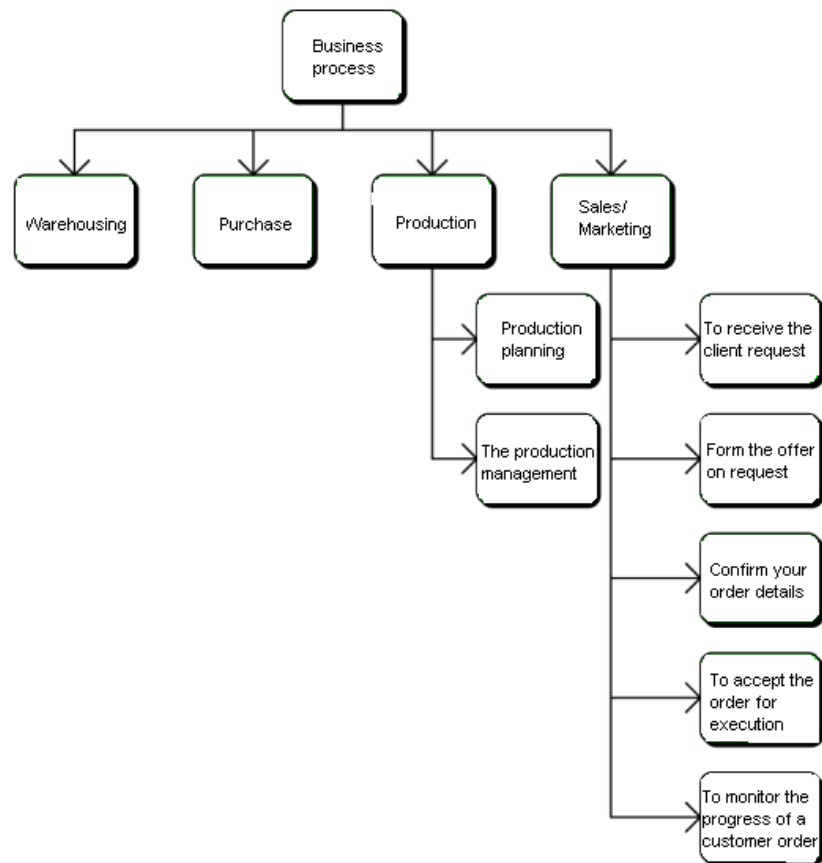 Business
process
Warehousing
Purchase
Production
Sales/
Marketing
Production
planning
To receive the
client request
The production
management
Form the offer
on request
Confirm your
order details
To accept the
order for
execution
To monitor the
progress of a
customer order